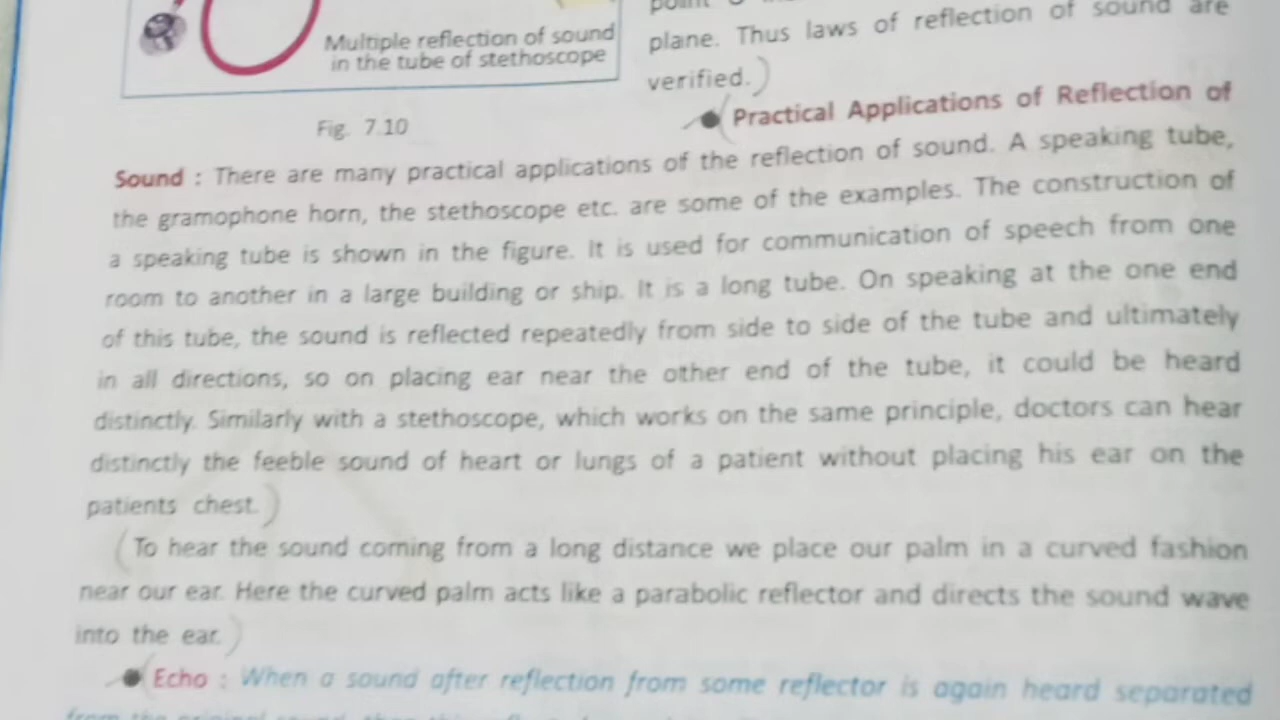 Multiple reflection of sound
in the tube of stethoscope
Fig. 7.10
plane. Thus laws of reflection of sound are
verified.)
Practical Applications of Reflection of
Sound : There are many practical applications of the reflection of sound. A speaking tube,
the gramophone horn, the stethoscope etc. are some of the examples. The construction of
a speaking tube is shown in the figure. It is used for communication of speech from one
room to another in a large building or ship. It is a long tube. On speaking at the one end
of this tube, the sound is reflected repeatedly from side to side of the tube and ultimately
in all directions, so on placing ear near the other end of the tube, it could be heard
distinctly. Similarly with a stethoscope, which works on the same principle, doctors can hear
distinctly the feeble sound of heart or lungs of a patient without placing his ear on the
patients chest.)
(To hear the sound coming from a long distance we place our palm in a curved fashion
near our ear. Here the curved palm acts like a parabolic reflector and directs the sound wave
into the ear.)
(Echo : When a sound after reflection from some reflector is again heard separated